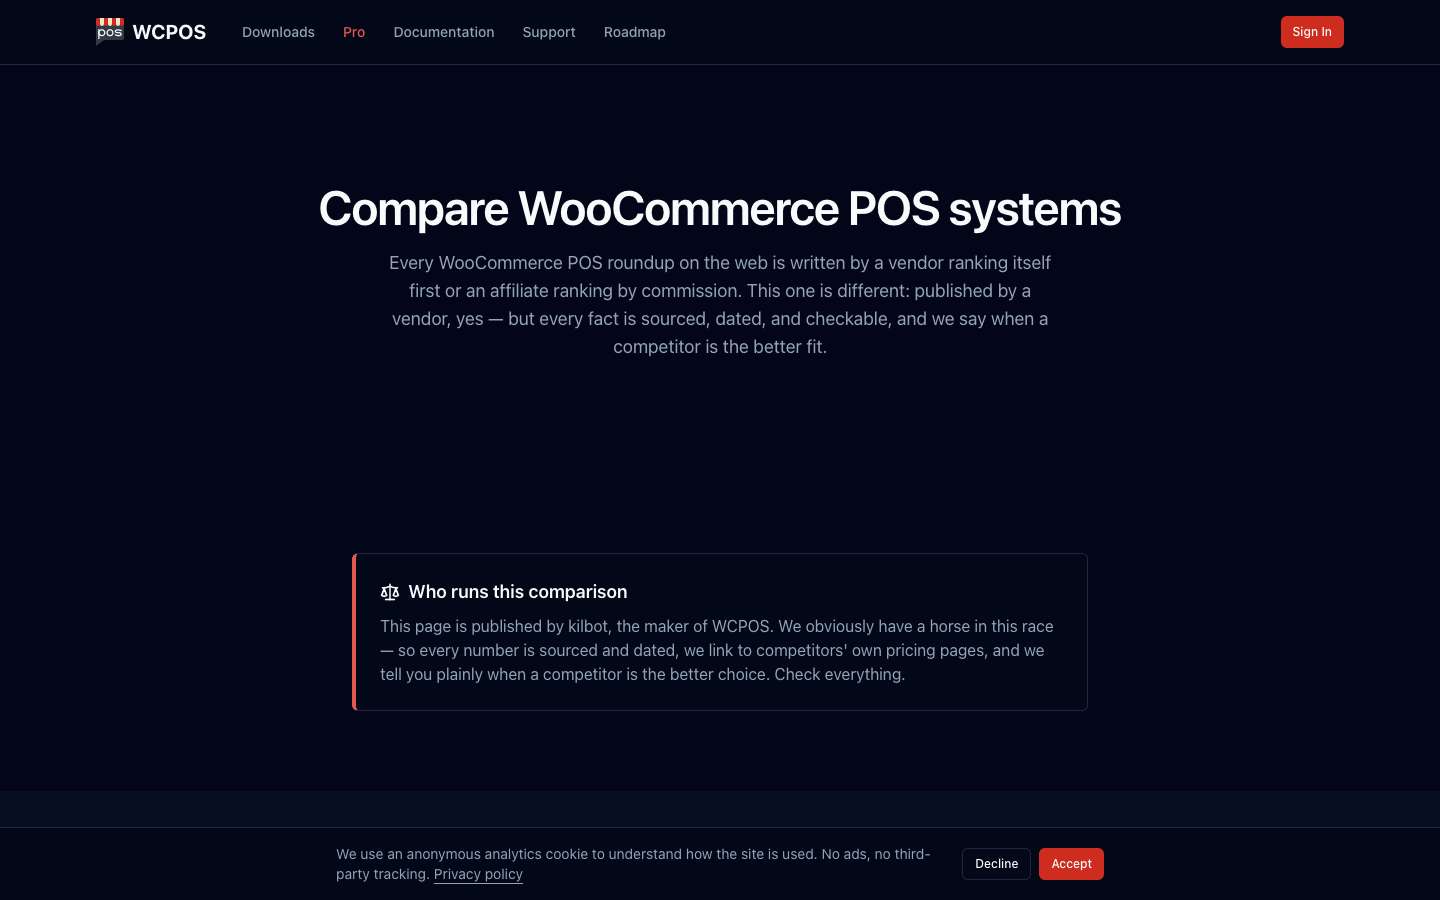 pos WCPOS Downloads Pro Documentation Support Roadmap Sign In
Compare WooCommerce POS systems
Every WooCommerce POS roundup on the web is written by a vendor ranking itself
first or an affiliate ranking by commission. This one is different: published by a
vendor, yes — but every fact is sourced, dated, and checkable, and we say when a
competitor is the better fit.
Who runs this comparison
This page is published by kilbot, the maker of WCPOS. We obviously have a horse in this race
— so every number is sourced and dated, we link to competitors' own pricing pages, and we
tell you plainly when a competitor is the better choice. Check everything.
We use an anonymous analytics cookie to understand how the site is used. No ads, no third-
party tracking. Privacy policy
Decline Accept